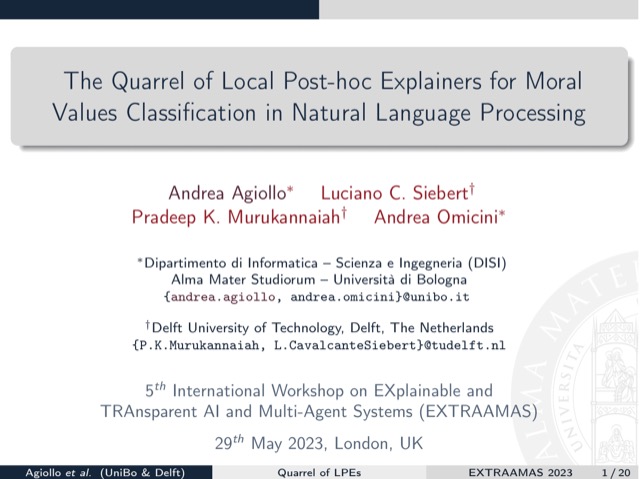 The Quarrel of Local Post-hoc Explainers for Moral
Values Classification in Natural Language Processing
Andrea Agiollo* Luciano C. Siebert†
Pradeep K. Murukannaiah† Andrea Omicini*
*Dipartimento di Informatica – Scienza e Ingegneria (DISI)
Alma Mater Studiorum – Università di Bologna
{andrea.agiollo, andrea.omicini}@unibo.it
†Delft University of Technology, Delft, The Netherlands
{P.K.Murukannaiah, L.CavalcanteSiebert}@tudelft.nl
5th International Workshop on EXplainable and
TRAnsparent AI and Multi-Agent Systems (EXTRAAMAS)
29th May 2023, London, UK
Agiollo et al. (UniBo & Delft) Quarrel of LPEs EXTRAAMAS 2023 1 / 20